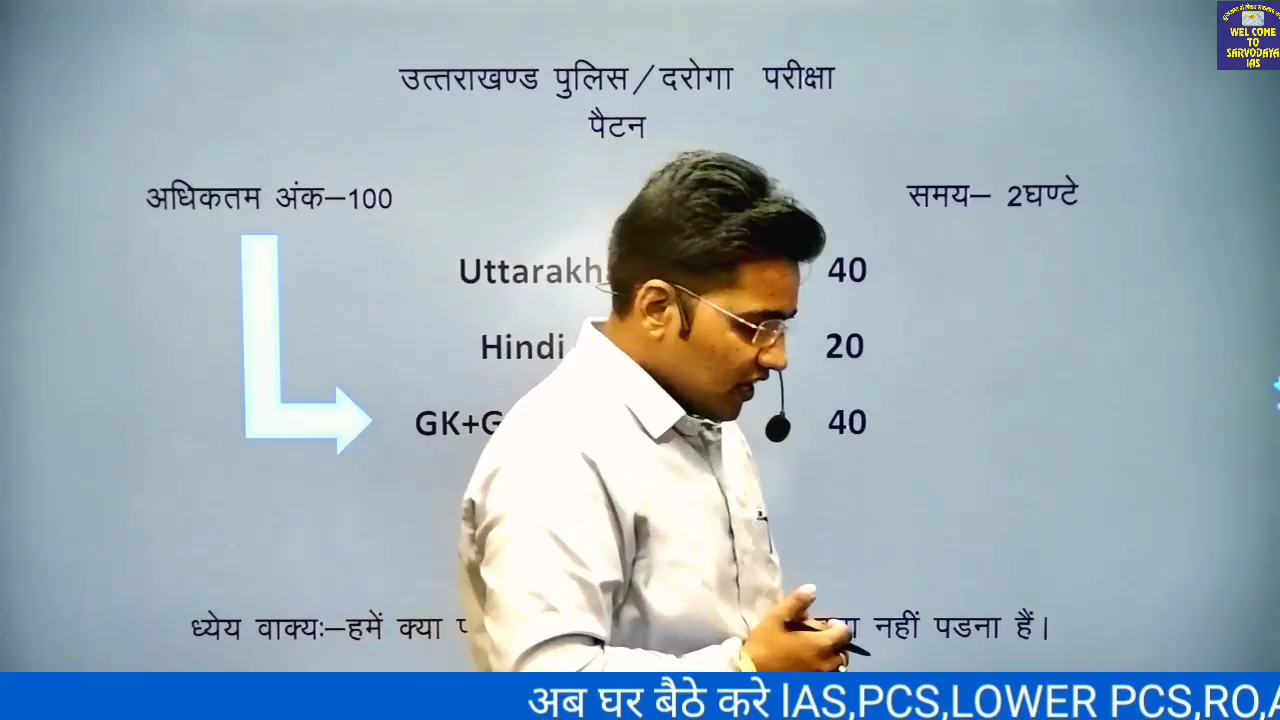 WEL COME
TO
SARVODAYA
IAS
उत्तराखण्ड पुलिस/दरोगा परीक्षा
पैटन
अधिकतम अंक–100
समय– 2घण्टे
40
Hindi 20
GK+G 40
ध्येय वाक्यः–हमें क्या नहीं पडना हैं।
अब घर बैठे करे IAS,PCS,LOWER PCS,RO,A